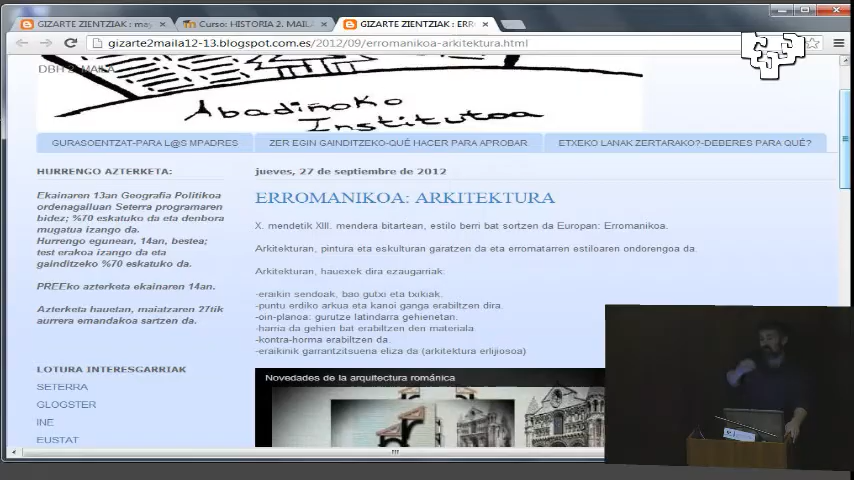 GIZARTE ZIENTZIAK : ma
Curso: HISTORIA 2. MAIL
GIZARTE ZIENTZIAK : ERR
gizarte2maila12-13.blogspot.com.es/2012/09/erromanikoa-arkitektura.html
DBH 2. MAILA
Abadiñoko
Institutoa
GURASOENTZAT-PARA L@S MPADRES
ZER EGIN GAINDITZEKO-QUÉ HACER PARA APROBAR
ETXEKO LANAK ZERTARAKO?-DEBERES PARA QUÉ?
HURRENGO AZTERKETA:
Ekainaren 13an Geografia Politikoa
ordenagailuan Seterra programaren
bidez; %70 eskatuko da eta denbora
mugatua izango da.
Hurrengo egunean, 14an, bestea;
test erakoa izango da eta
gainditzeko %70 eskatuko da.
PREEko azterketa ekainaren 14an.
Azterketa hauetan, maiatzaren 27tik
aurrera emandakoa sartzen da.
LOTURA INTERESGARRIAK
SETERRA
GLOGSTER
INE
EUSTAT
jueves, 27 de septiembre de 2012
ERROMANIKOA: ARKITEKTURA
X. mendetik XIII. mendera bitartean, estilo berri bat sortzen da Europan: Erromanikoa.
Arkitekturan, pintura eta eskulturan garatzen da eta erromatarren estiloaren ondorengoa da.
Arkitekturan, hauexek dira ezaugarriak:
-eraikin sendoak, bao gutxi eta txikiak.
-puntu erdiko arkua eta kanoi ganga erabiltzen dira.
-oin-planoa: gurutze latindarra gehienetan.
-harria da gehien bat erabiltzen den materiala.
-kontra-horma erabiltzen da.
-eraikinik garrantzitsuena eliza da (arkitektura erlijiosoa)
Novedades de la arquitectura románica